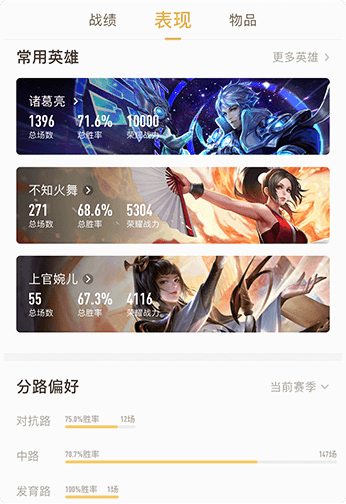 战绩 表现 物品
常用英雄 更多英雄 >
诸葛亮 >
1396 71.6% 10000
总场数 总胜率 荣耀战力
不知火舞 >
271 68.6% 5304
总场数 总胜率 荣耀战力
上官婉儿 >
55 67.3% 4116
总场数 总胜率 荣耀战力
分路偏好 当前赛季
对抗路 75.0%胜率 12场
中路 70.7%胜率 147场
发育路 100%胜率 1场